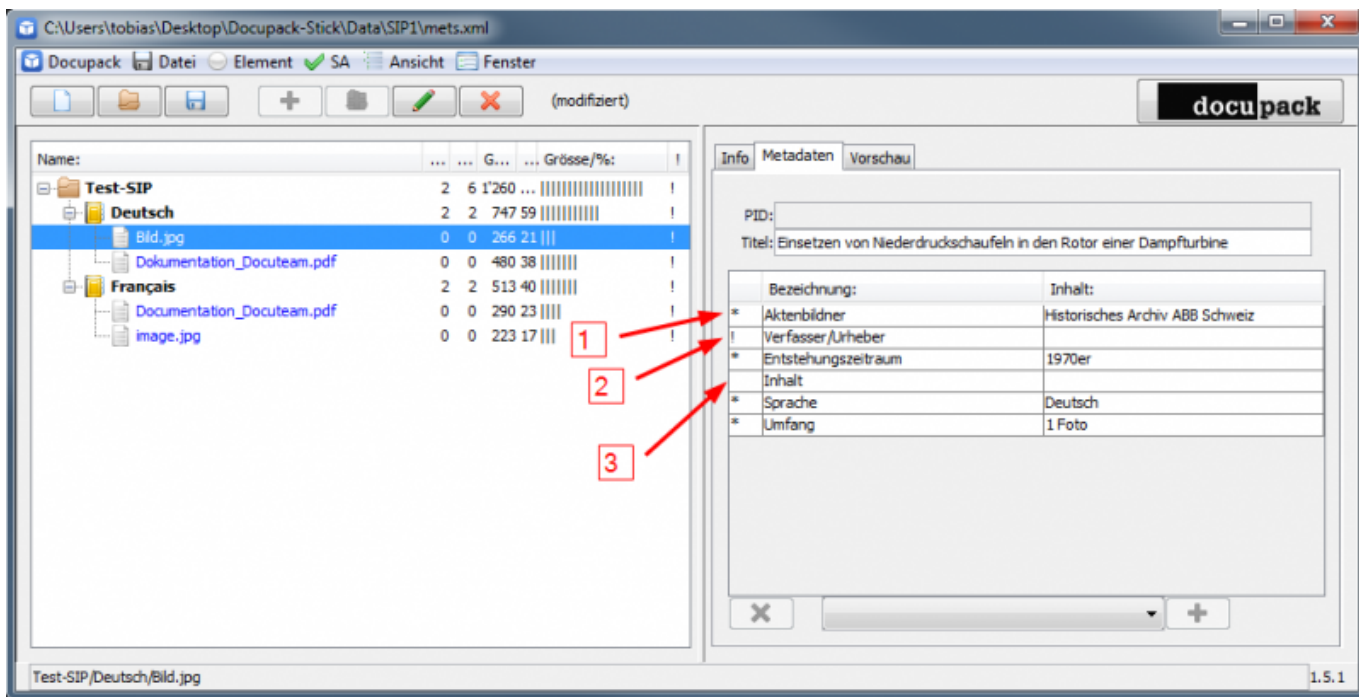 C:\Users\tobias\Desktop\Docupack-Stick\Data\SIP1\mets.xml
Docupack Datei Element SA Ansicht Fenster
(modifiziert)
docupack
Name: ... ... G... ... Grösse/%: !
Test-SIP 2 6 1'260 ... !
Deutsch 2 2 747 59 !
Bild.jpg 0 0 266 21 !
Dokumentation_Docuteam.pdf 0 0 480 38 !
Français 2 2 513 40 !
Documentation_Docuteam.pdf 0 0 290 23 !
image.jpg 0 0 223 17 !
1
2
3
Info Metadaten Vorschau
PID:
Titel: Einsetzen von Niederdruckschaufeln in den Rotor einer Dampfturbine
Bezeichnung: Inhalt:
* Aktenbildner Historisches Archiv ABB Schweiz
! Verfasser/Urheber
* Entstehungszeitraum 1970er
Inhalt
* Sprache Deutsch
* Umfang 1 Foto
Test-SIP/Deutsch/Bild.jpg 1.5.1